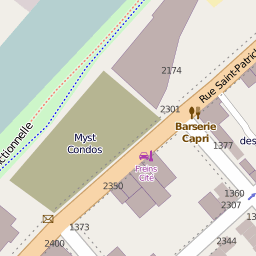 2174
Rue Saint-Patric
2301
Barserie
Capri
1377
des
ctionnelle
Myst
Condos
Freins
Cité
2350
1360
2307
1373
2400
2344